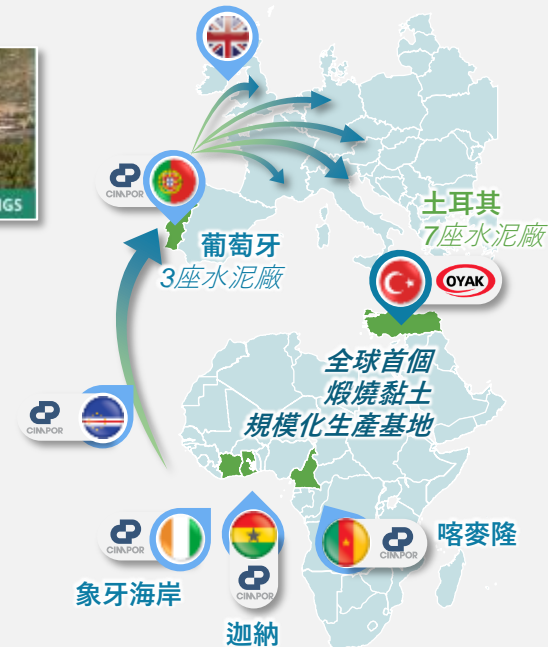 NGS
CIMPOR
葡萄牙
3座水泥廠
土耳其
7座水泥廠
OYAK
全球首個
煅燒黏土
規模化生產基地
CIMPOR
CIMPOR
象牙海岸
CIMPOR
迦納
CIMPOR
喀麥隆